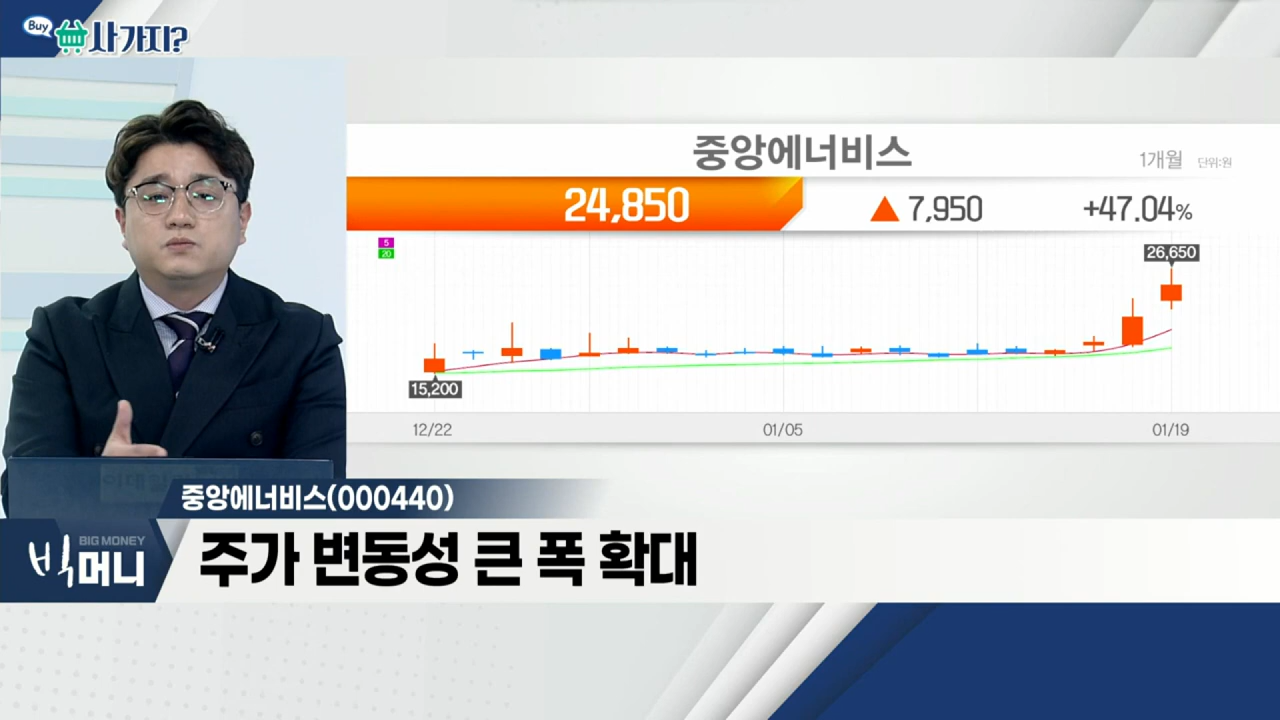 Buy
사 가지?
중앙에너비스
1개월 단위:원
24,850 ▲ 7,950 +47.04%
5
20
26,650
15,200
12/22 01/05 01/19
중앙에너비스(000440)
BIG MONEY
빅머니
주가 변동성 큰 폭 확대